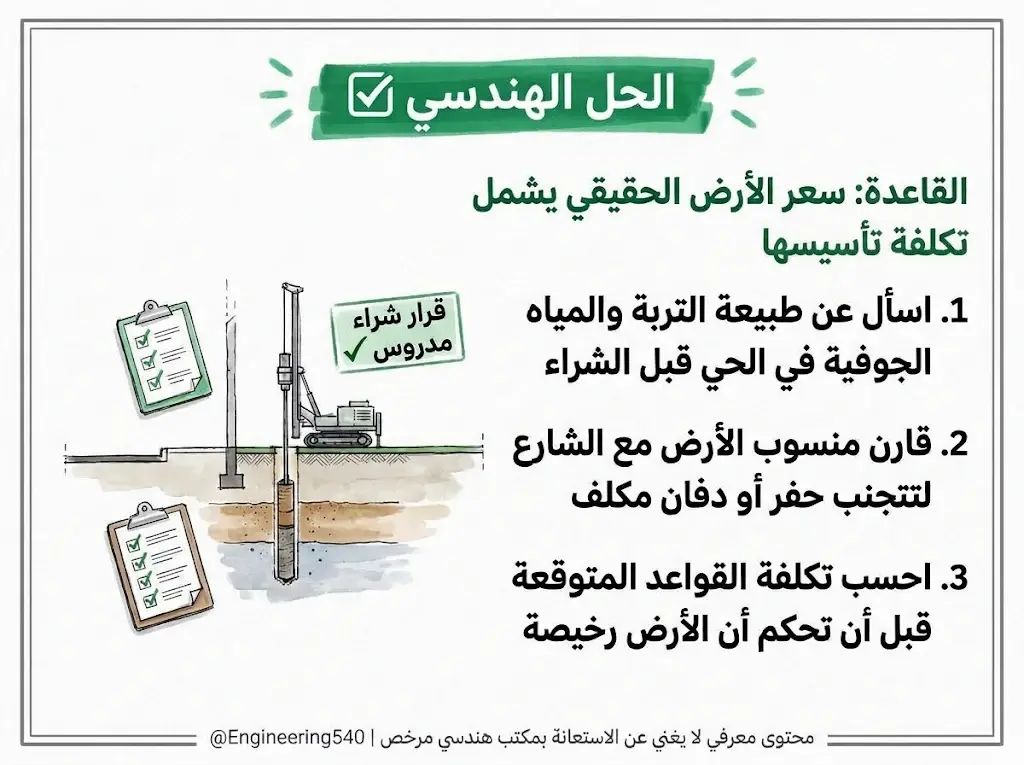 الحل الهندسي
القاعدة: سعر الأرض الحقيقي يشمل
تكلفة تأسيسها
1. اسأل عن طبيعة التربة والمياه
الجوفية في الحي قبل الشراء
2. قارن منسوب الأرض مع الشارع
لتتجنب حفر أو دفان مكلف
3. احسب تكلفة القواعد المتوقعة
قبل أن تحكم أن الأرض رخيصة
قرار شراء
مدروس ✓
محتوى معرفي لا يغني عن الاستعانة بمكتب هندسي مرخص | @Engineering540